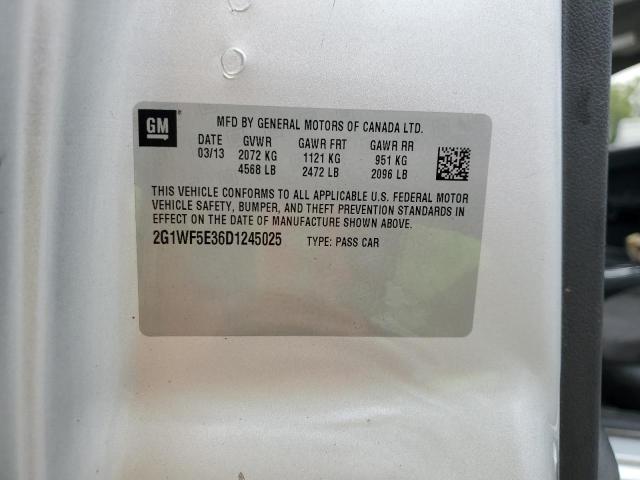 GM
MFD BY GENERAL MOTORS OF CANADA LTD.
DATE GVWR GAWR FRT GAWR RR
03/13 2072 KG 1121 KG 951 KG
4568 LB 2472 LB 2096 LB
THIS VEHICLE CONFORMS TO ALL APPLICABLE U.S. FEDERAL MOTOR
VEHICLE SAFETY, BUMPER, AND THEFT PREVENTION STANDARDS IN
EFFECT ON THE DATE OF MANUFACTURE SHOWN ABOVE.
2G1WF5E36D1245025 TYPE: PASS CAR